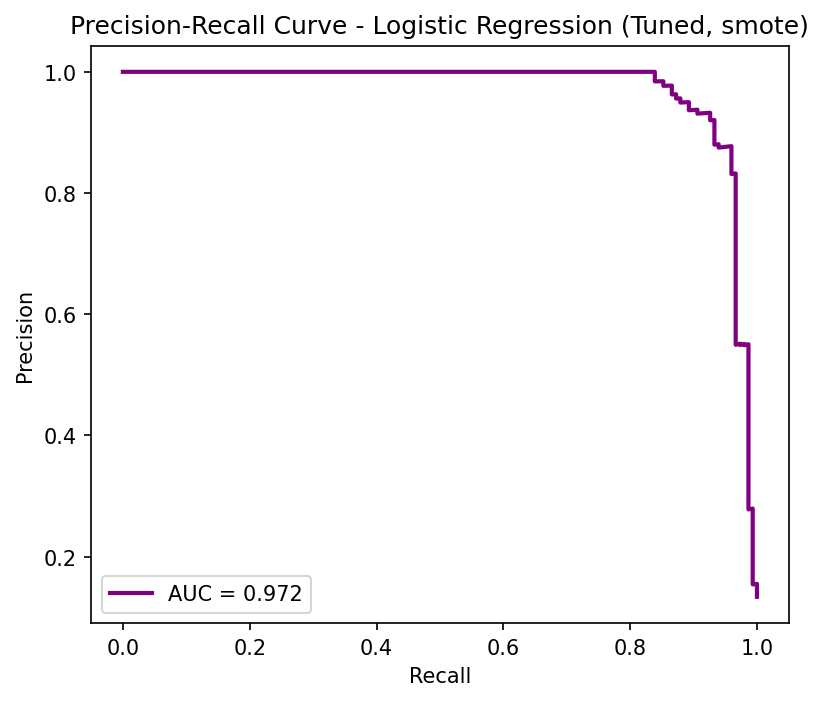 Precision-Recall Curve - Logistic Regression (Tuned, smote)
1.0
0.8
0.6
0.4
0.2
Precision
AUC = 0.972
0.0 0.2 0.4 0.6 0.8 1.0
Recall